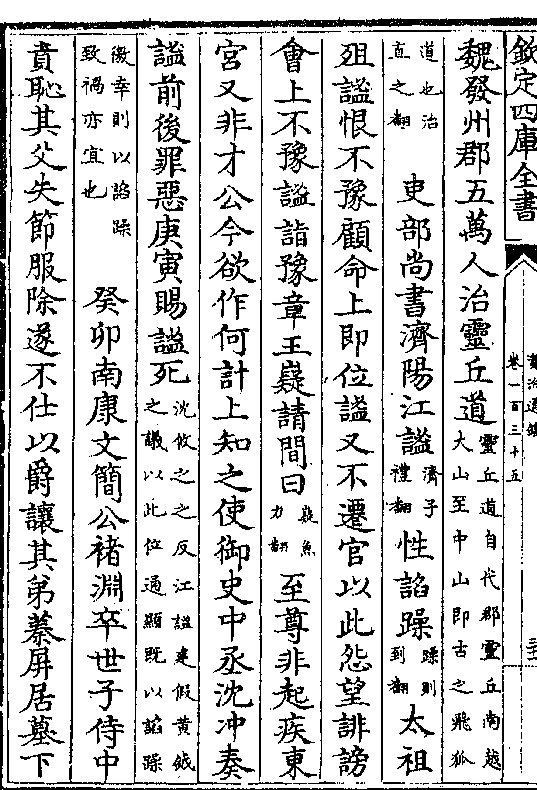 欽定四庫全書
資治通鑑
卷一百三十五
魏發州郡五萬人治靈丘道靈丘道自代郡靈丘南越大山至中山即古之飛狐
道也治直之翻吏部尚書濟陽江謐濟子禮翻性諂躁躁則到翻太祖
殂謐恨不豫顧命上即位謐又不遷官以此怨望誹謗
會上不豫謐詣豫章王嶷請間曰嶷魚力翻至尊非起疾東
宮又非才公今欲作何計上知之使御史中丞沈冲奏
謐前後罪惡庚寅賜謐死沈攸之之反江謐建假黄鉞之議以此位通顯既以諂躁
徼幸則以諂躁致禍亦宜也癸卯南康文簡公褚淵卒世子侍中
賁恥其父失節服除遂不仕以爵讓其弟蓁屏居墓下